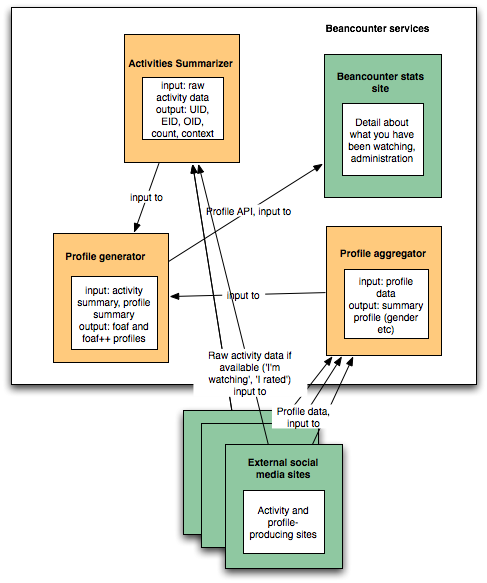 Beancounter services
Activities Summarizer
input: raw
activity data
output: UID,
EID, OID,
count, context
Beancounter stats
site
Detail about
what you have
been watching,
administration
input to
Profile API, input to
Profile generator
input: activity
summary, profile
summary
output: foaf and
foaf++ profiles
Profile aggregator
input: profile
data
output: summary
profile (gender
etc)
input to
Raw activity data if
available ('I'm
watching', 'I rated')
input to
Profile data,
input to
External social
media sites
Activity and
profile-
producing sites